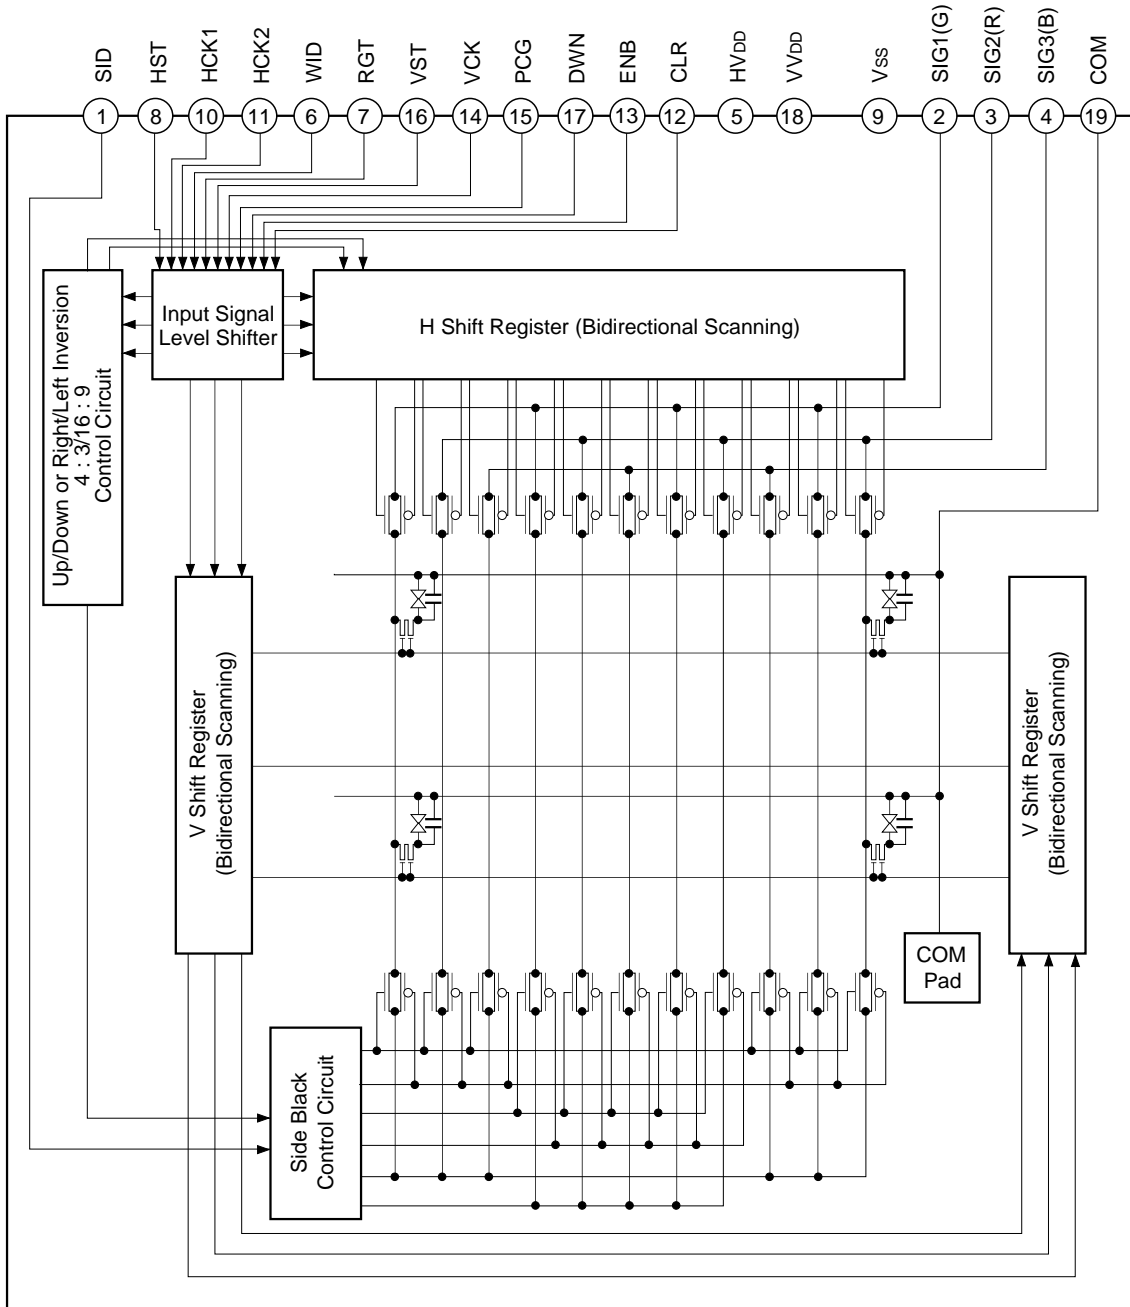 SID
HST
HCK1
HCK2
WID
RGT
VST
VCK
PCG
DWN
ENB
CLR
HVDD
VVDD
VSS
SIG1(G)
SIG2(R)
SIG3(B)
COM
1
8
10
11
6
7
16
14
15
17
13
12
5
18
9
2
3
4
19
Up/Down or Right/Left Inversion
4 : 3/16 : 9
Control Circuit
Input Signal
Level Shifter
H Shift Register (Bidirectional Scanning)
V Shift Register
(Bidirectional Scanning)
V Shift Register
(Bidirectional Scanning)
COM
Pad
Side Black
Control Circuit